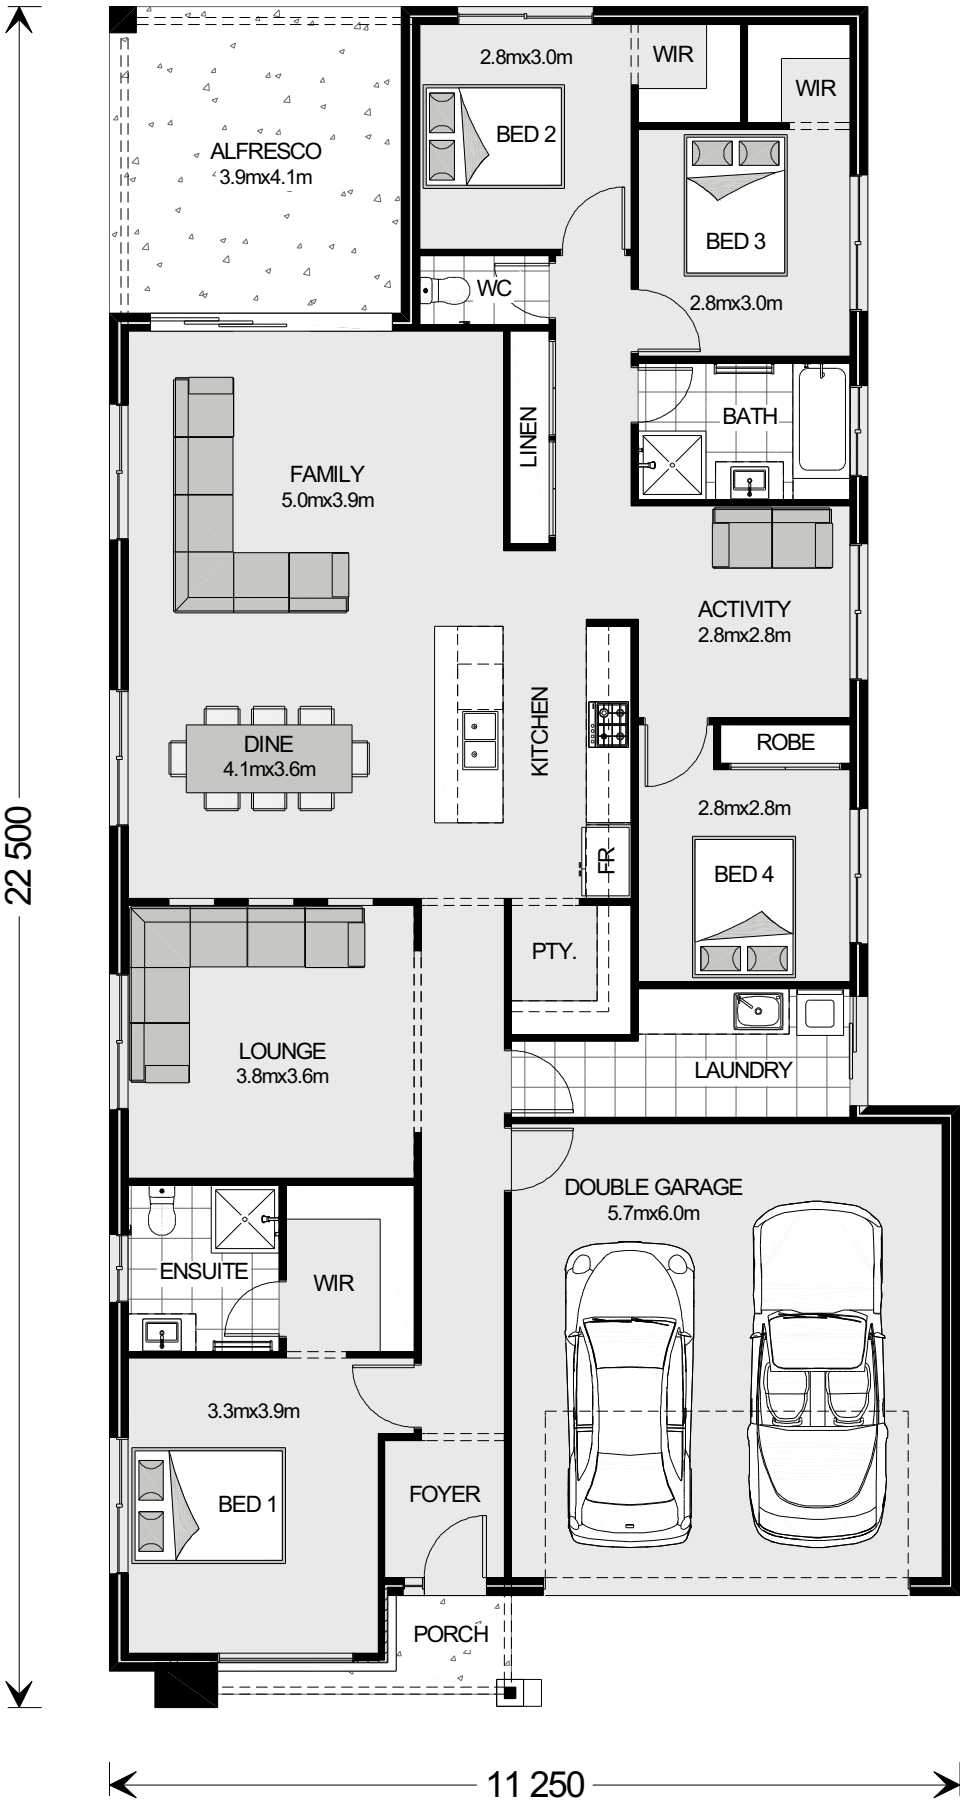 2.8mx3.0m
WIR
WIR
BED 2
ALFRESCO
3.9mx4.1m
BED 3
2.8mx3.0m
WC
LINEN
BATH
FAMILY
5.0mx3.9m
ACTIVITY
2.8mx2.8m
KITCHEN
DINE
4.1mx3.6m
ROBE
2.8mx2.8m
22 500
FR
BED 4
PTY.
LOUNGE
3.8mx3.6m
LAUNDRY
DOUBLE GARAGE
5.7mx6.0m
ENSUITE
WIR
3.3mx3.9m
BED 1
FOYER
PORCH
11 250